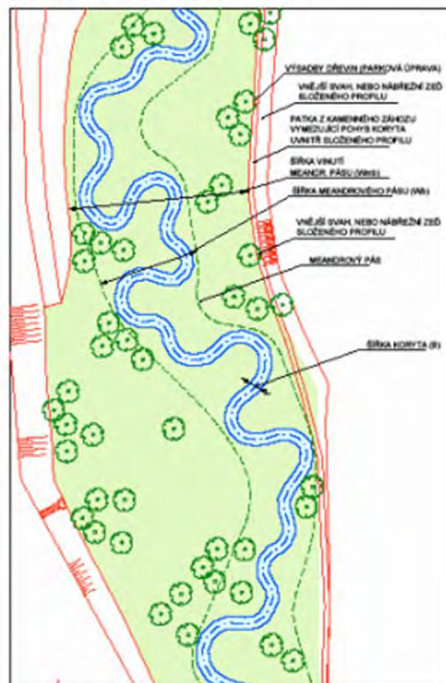 VÝSADBY DŘEVIN (PARKOVÁ ÚPRAVA)
VNĚJŠÍ SVAH, NEBO NÁBŘEŽNÍ ZEĎ
SLOŽENÉHO PROFILU
PATKA Z KAMENNÉHO ZÁHOZU
VYMEZUJÍCÍ POHYB KORYTA
UVNITŘ SLOŽENÉHO PROFILU
ŠÍŘKA VINUTÍ
MEANDR. PÁSU
ŠÍŘKA MEANDROVÉHO PÁSU (Wb)
VNĚJŠÍ SVAH, NEBO NÁBŘEŽNÍ ZEĎ
SLOŽENÉHO PROFILU
MEANDROVÝ PÁS
ŠÍŘKA KORYTA (B)